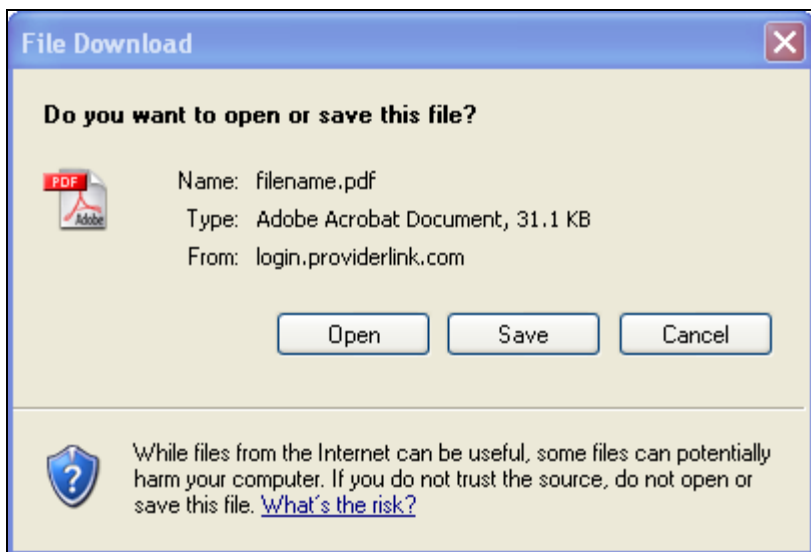 File Download
Do you want to open or save this file?
PDF
Adobe
Name: filename.pdf
Type: Adobe Acrobat Document, 31.1 KB
From: login.providerlink.com
Open Save Cancel
?
While files from the Internet can be useful, some files can potentially
harm your computer. If you do not trust the source, do not open or
save this file. What's the risk?